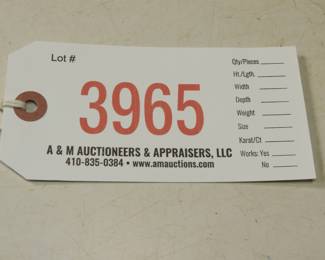 Lot #
3965
A & M AUCTIONEERS & APPRAISERS, LLC
410-835-0384 • www.amauctions.com
Qty/Pieces
Ht./Lgth.
Width
Depth
Weight
Size
Karat/Ct
Works: Yes
No